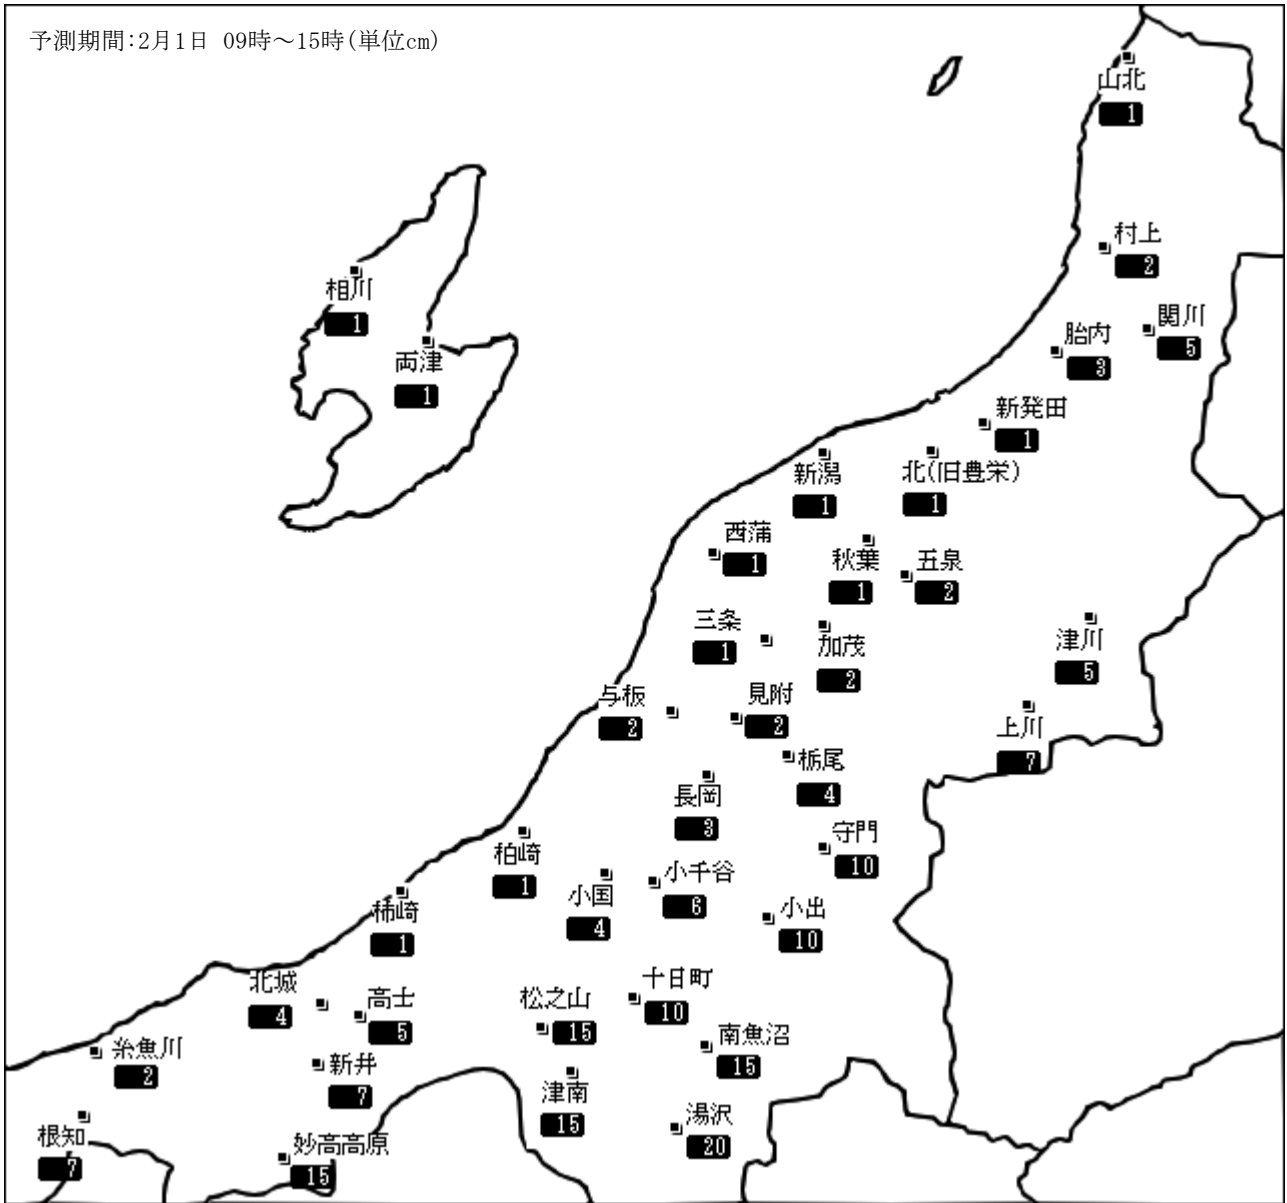 予測期間:2月1日 09時～15時(単位cm)
山北
1
村上
2
相川
1
関川
5
胎内
3
両津
1
新発田
1
新潟
1
北(旧豊栄)
1
西蒲
1
秋葉
1
五泉
2
三条
1
加茂
2
津川
5
与板
2
見附
2
上川
7
栃尾
4
長岡
3
守門
10
柏崎
1
小国
4
小千谷
6
小出
10
柿崎
1
北城
4
高士
5
松之山
15
十日町
10
南魚沼
15
糸魚川
2
新井
7
津南
15
湯沢
20
根知
7
妙高高原
15